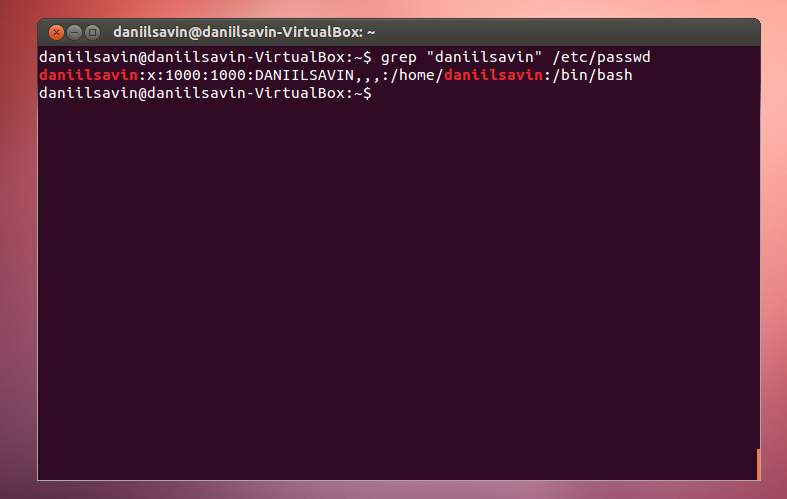 daniilsavin@daniilsavin-VirtualBox: ~
daniilsavin@daniilsavin-VirtualBox:~$ grep "daniilsavin" /etc/passwd
daniilsavin:x:1000:1000:DANIILSAVIN,,,:/home/daniilsavin:/bin/bash
daniilsavin@daniilsavin-VirtualBox:~$